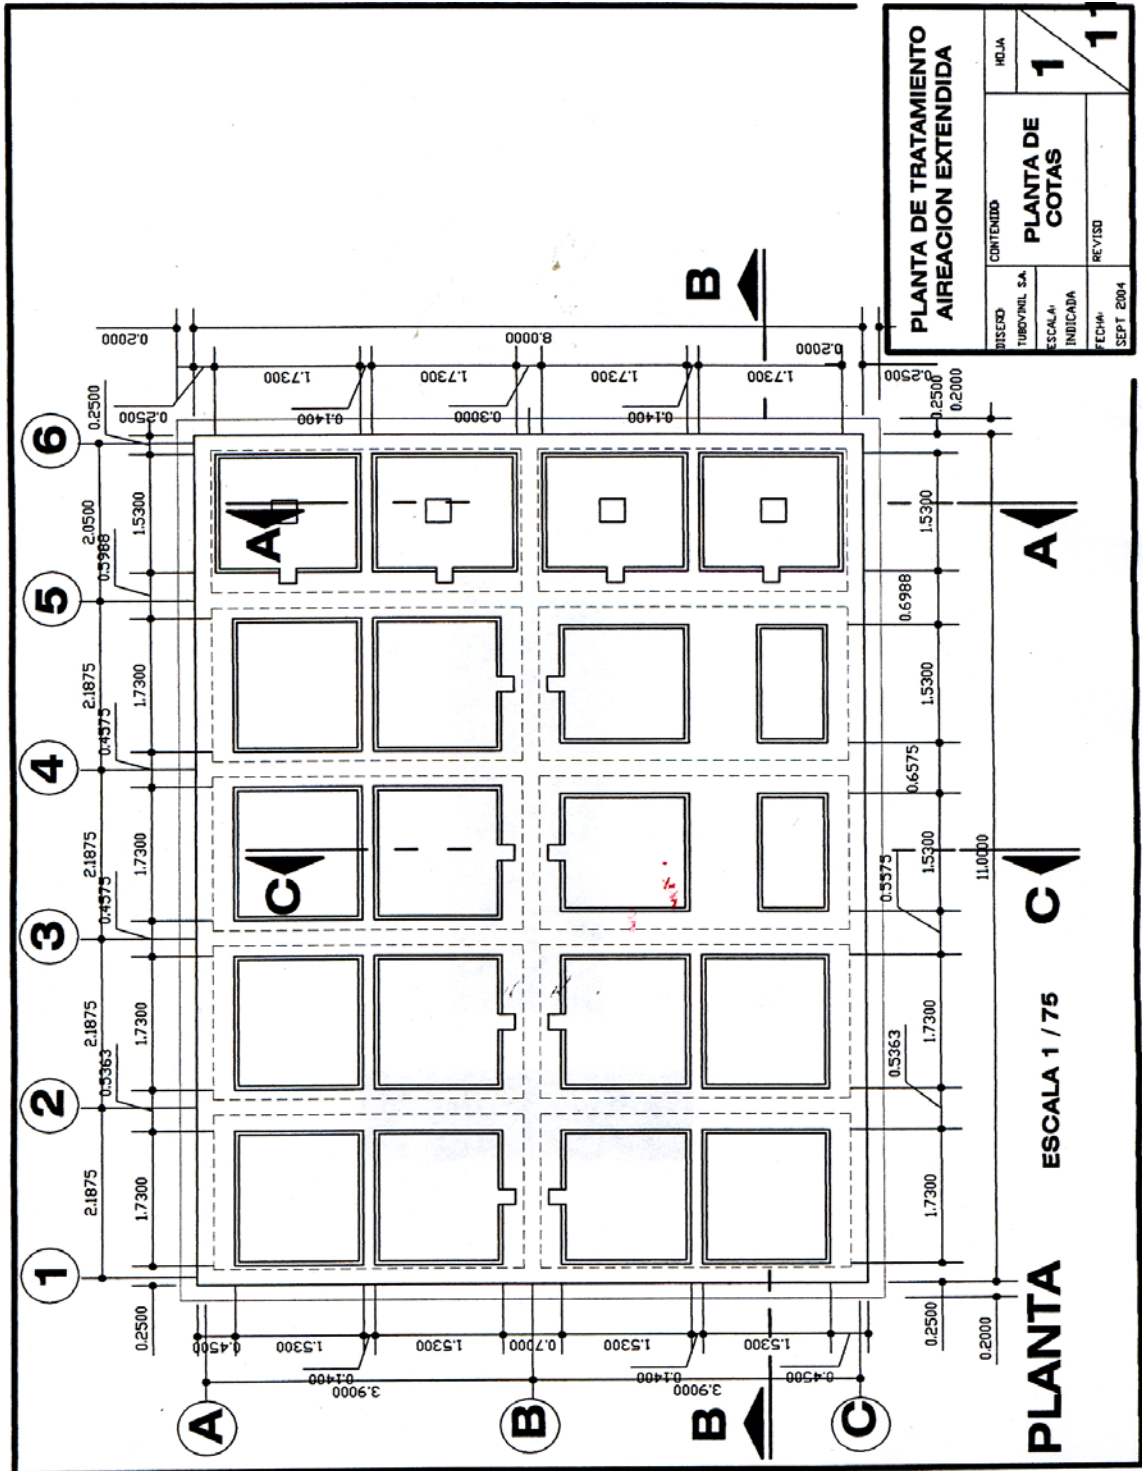 PLANTA DE TRATAMIENTO
AIREACION EXTENDIDA
DISEÑO:
TUBOVINIL S.A.
CONTENIDO:
HOJA
ESCALA:
INDICADA
PLANTA DE
COTAS
1
11
FECHA:
SEPT 2004
REVISO
1
2
3
4
5
6
2.1875
2.1875
2.1875
2.1875
2.0500
0.2500
0.5363
0.4575
0.4575
0.5988
0.2500
1.7300
1.7300
1.7300
1.7300
1.5300
A
B
C
0.4500
1.5300
0.1400
1.5300
0.7000
1.5300
0.1400
1.5300
0.4500
3.9000
3.9000
0.2000
0.2500
1.7300
0.1400
1.7300
0.3000
1.7300
0.1400
1.7300
0.2500
8.0000
0.2000
A
A
B
B
C
C
0.2500
1.7300
0.5363
1.7300
0.5575
1.5300
0.6575
1.5300
0.6988
1.5300
0.2500
0.2000
11.0000
0.2000
PLANTA
ESCALA 1 / 75